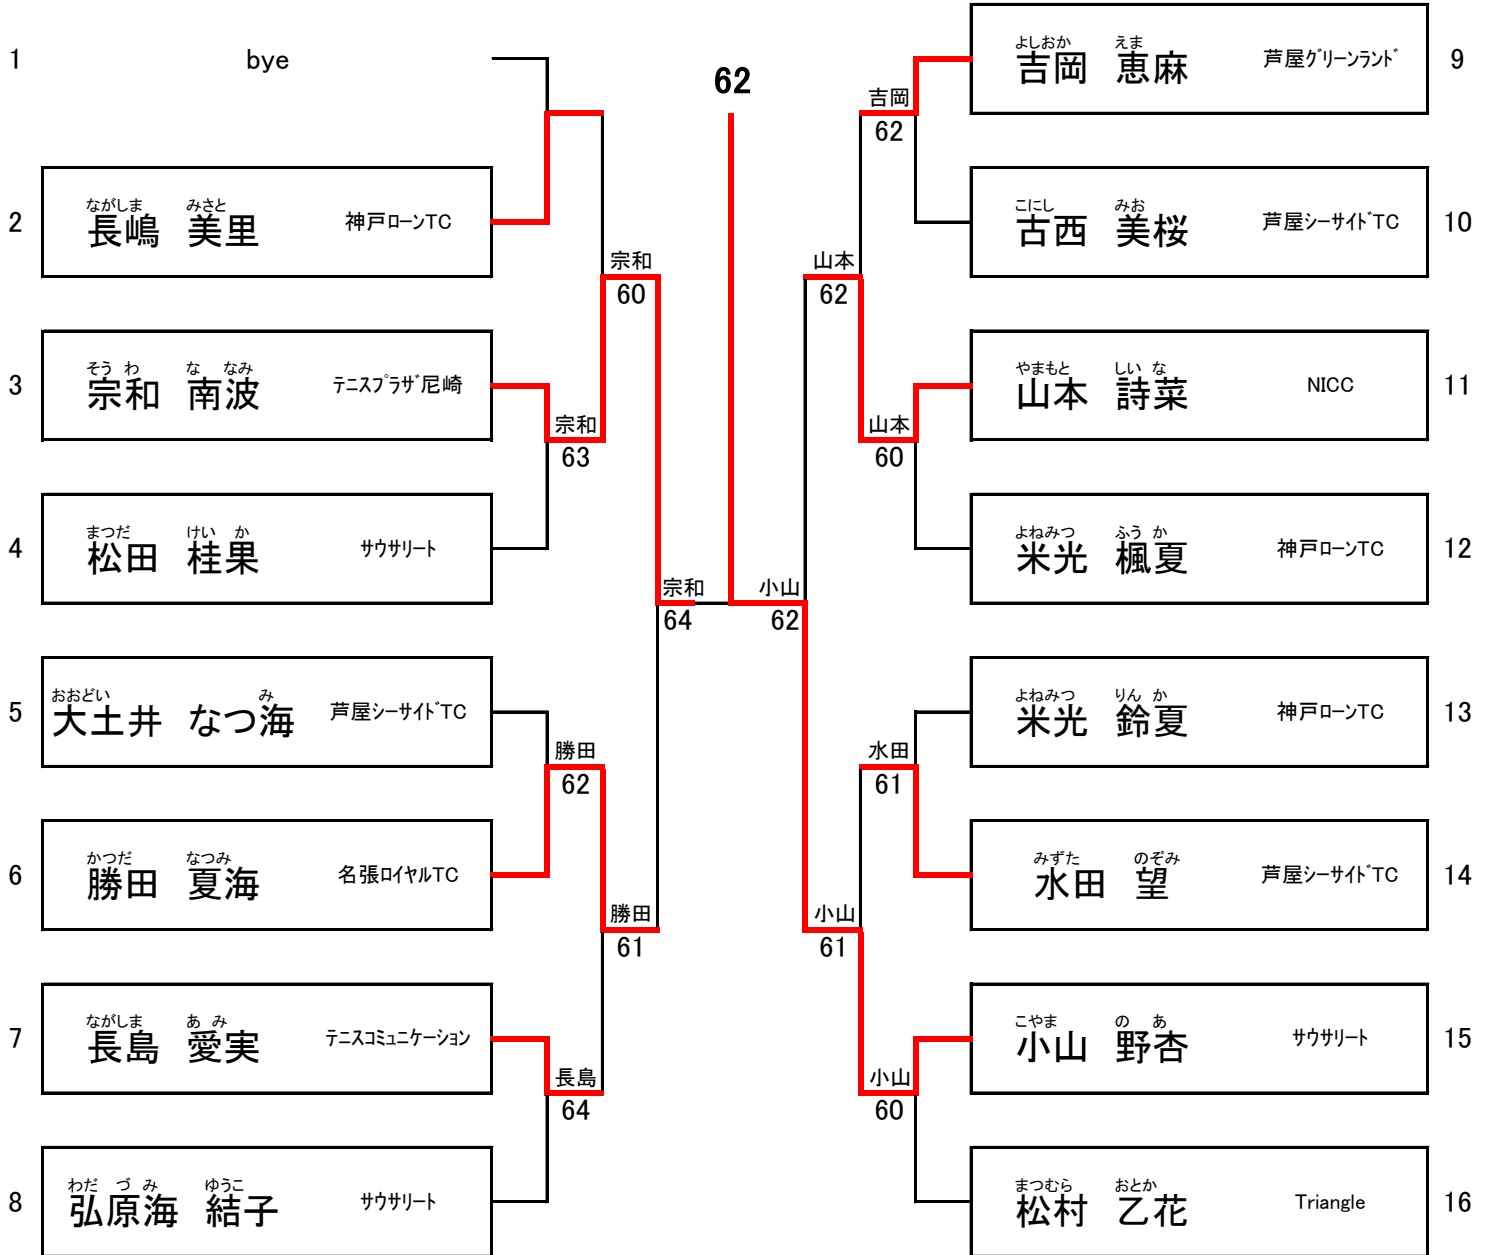 1 bye
ながしま みさと
2 長嶋 美里 神戸ローンTC
そう わ な なみ
3 宗和 南波 テニスプラザ尼崎
まつだ けい か
4 松田 桂果 サウサリート
おおどい み
5 大土井 なつ海 芦屋シーサイドTC
かつだ なつみ
6 勝田 夏海 名張ロイヤルTC
ながしま あ み
7 長島 愛実 テニスコミュニケーション
わだ づ み ゆうこ
8 弘原海 結子 サウサリート
宗和
63
勝田
62
長島
64
宗和
60
勝田
61
宗和
64
62
小山
62
山本
62
小山
61
吉岡
62
山本
60
水田
61
小山
60
よしおか えま
吉岡 恵麻 芦屋グリーンランド 9
こにし みお
古西 美桜 芦屋シーサイドTC 10
やまもと しい な
山本 詩菜 NICC 11
よねみつ ふう か
米光 楓夏 神戸ローンTC 12
よねみつ りん か
米光 鈴夏 神戸ローンTC 13
みずた のぞみ
水田 望 芦屋シーサイドTC 14
こやま の あ
小山 野杏 サウサリート 15
まつむら おとか
松村 乙花 Triangle 16